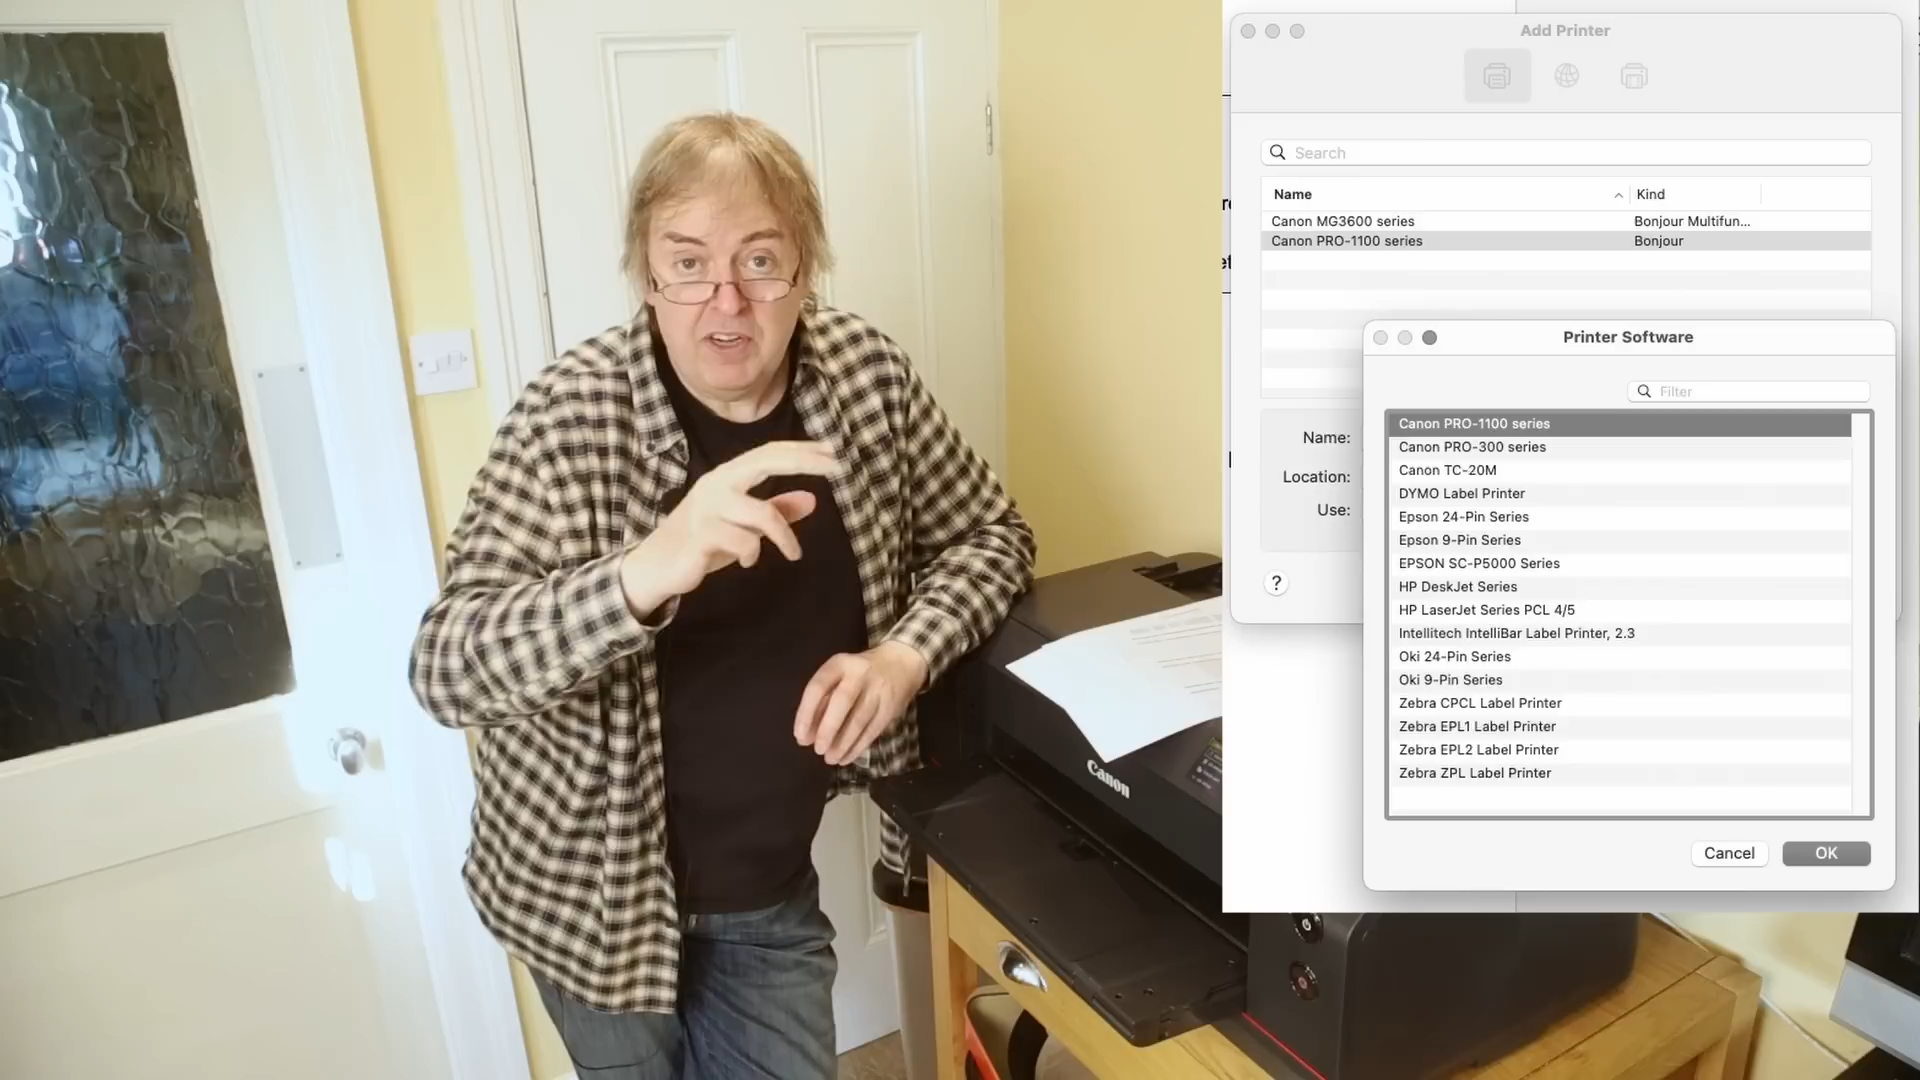 Add Printer
Search
Name Kind
Canon MG3600 series Bonjour Multifun...
Canon PRO-1100 series Bonjour
Printer Software
Filter
Name:
Location:
Use:
?
Canon PRO-1100 series
Canon PRO-300 series
Canon TC-20M
DYMO Label Printer
Epson 24-Pin Series
Epson 9-Pin Series
EPSON SC-P5000 Series
HP DeskJet Series
HP LaserJet Series PCL 4/5
Intellitech IntelliBar Label Printer, 2.3
Oki 24-Pin Series
Oki 9-Pin Series
Zebra CPCL Label Printer
Zebra EPL1 Label Printer
Zebra EPL2 Label Printer
Zebra ZPL Label Printer
Cancel OK
Canon